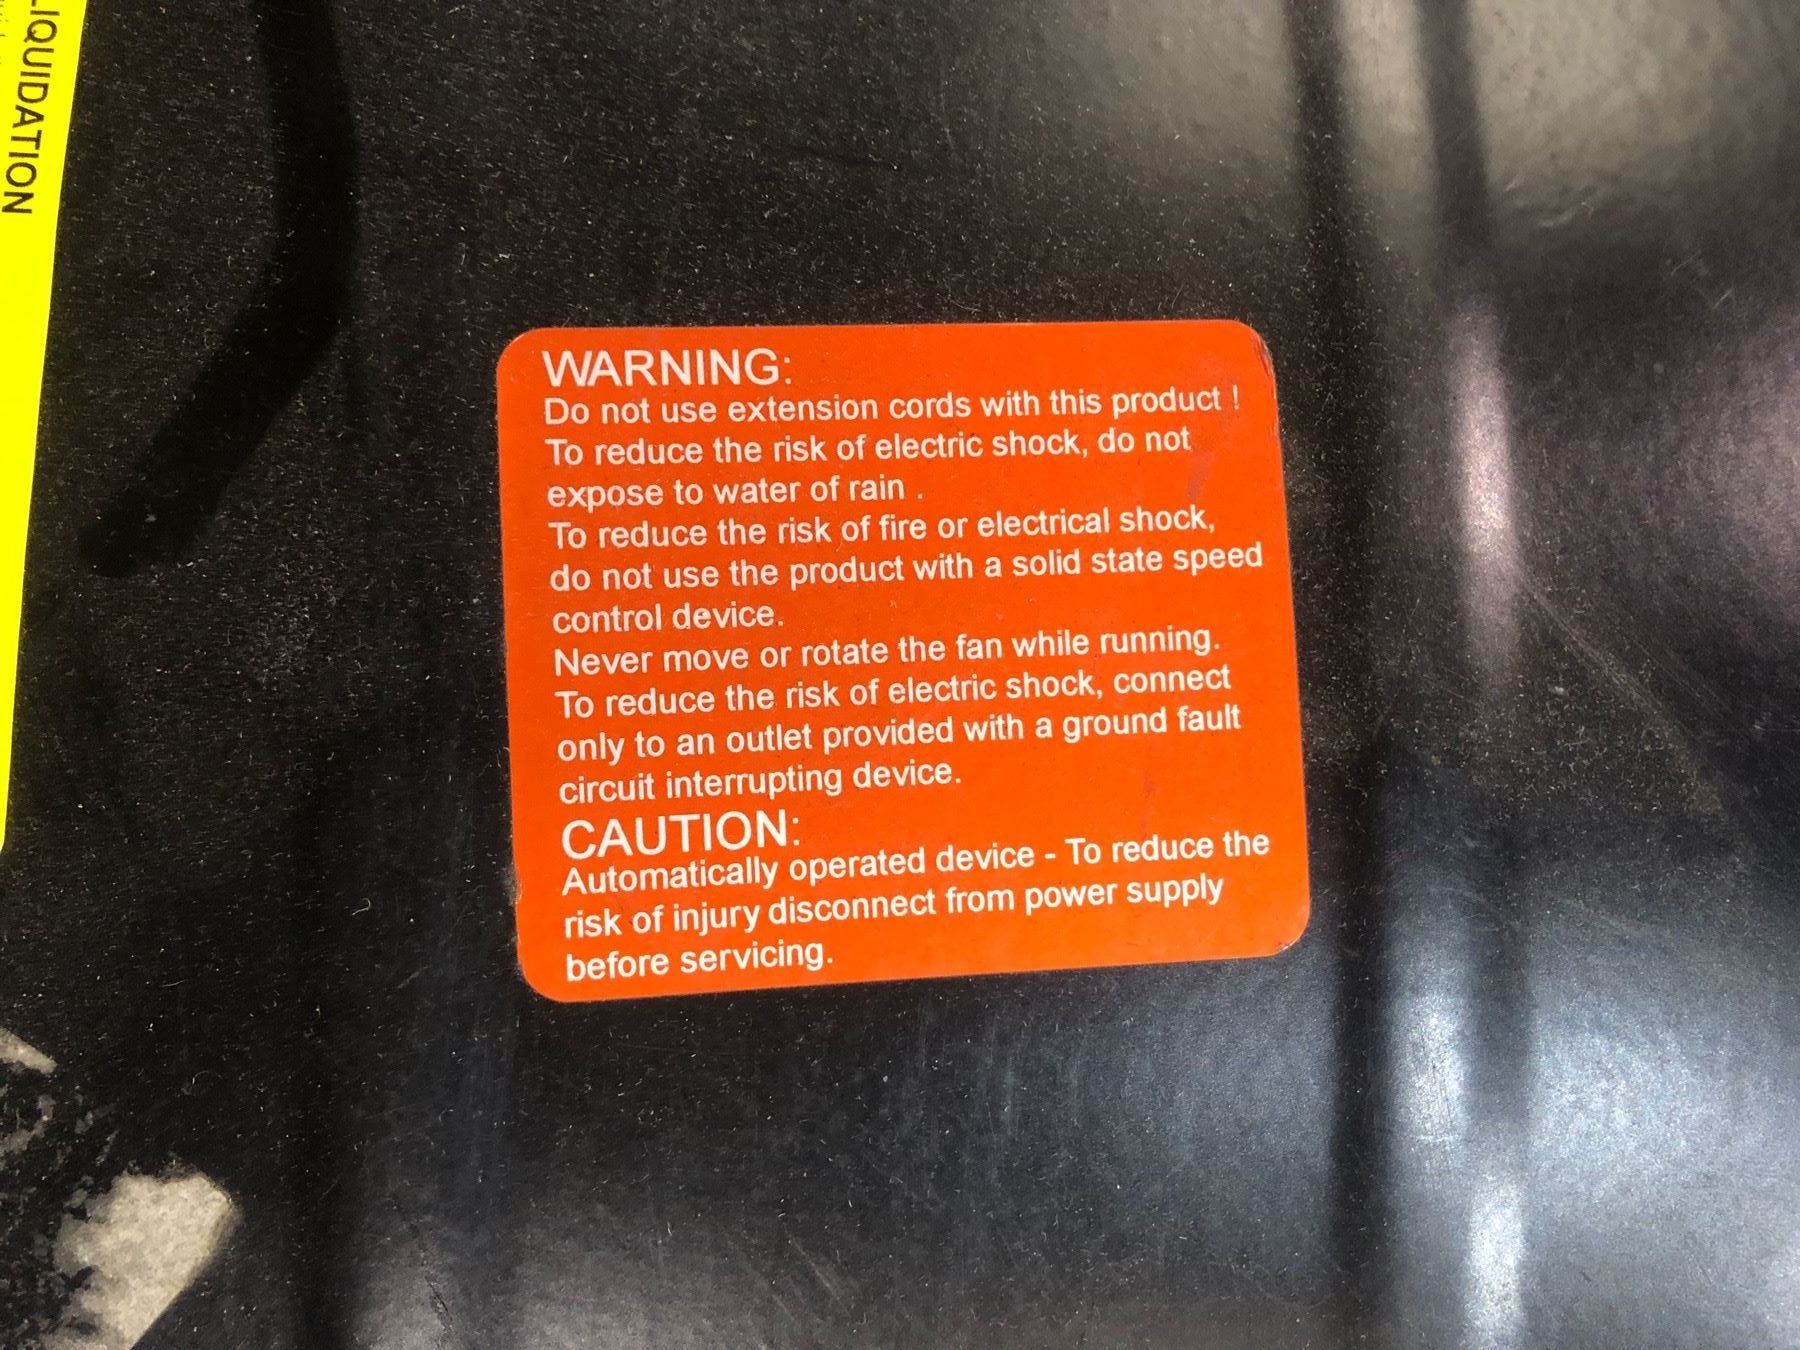 LIQUIDATION
WARNING:
Do not use extension cords with this product !
To reduce the risk of electric shock, do not
expose to water of rain .
To reduce the risk of fire or electrical shock,
do not use the product with a solid state speed
control device.
Never move or rotate the fan while running.
To reduce the risk of electric shock, connect
only to an outlet provided with a ground fault
circuit interrupting device.
CAUTION:
Automatically operated device - To reduce the
risk of injury disconnect from power supply
before servicing.